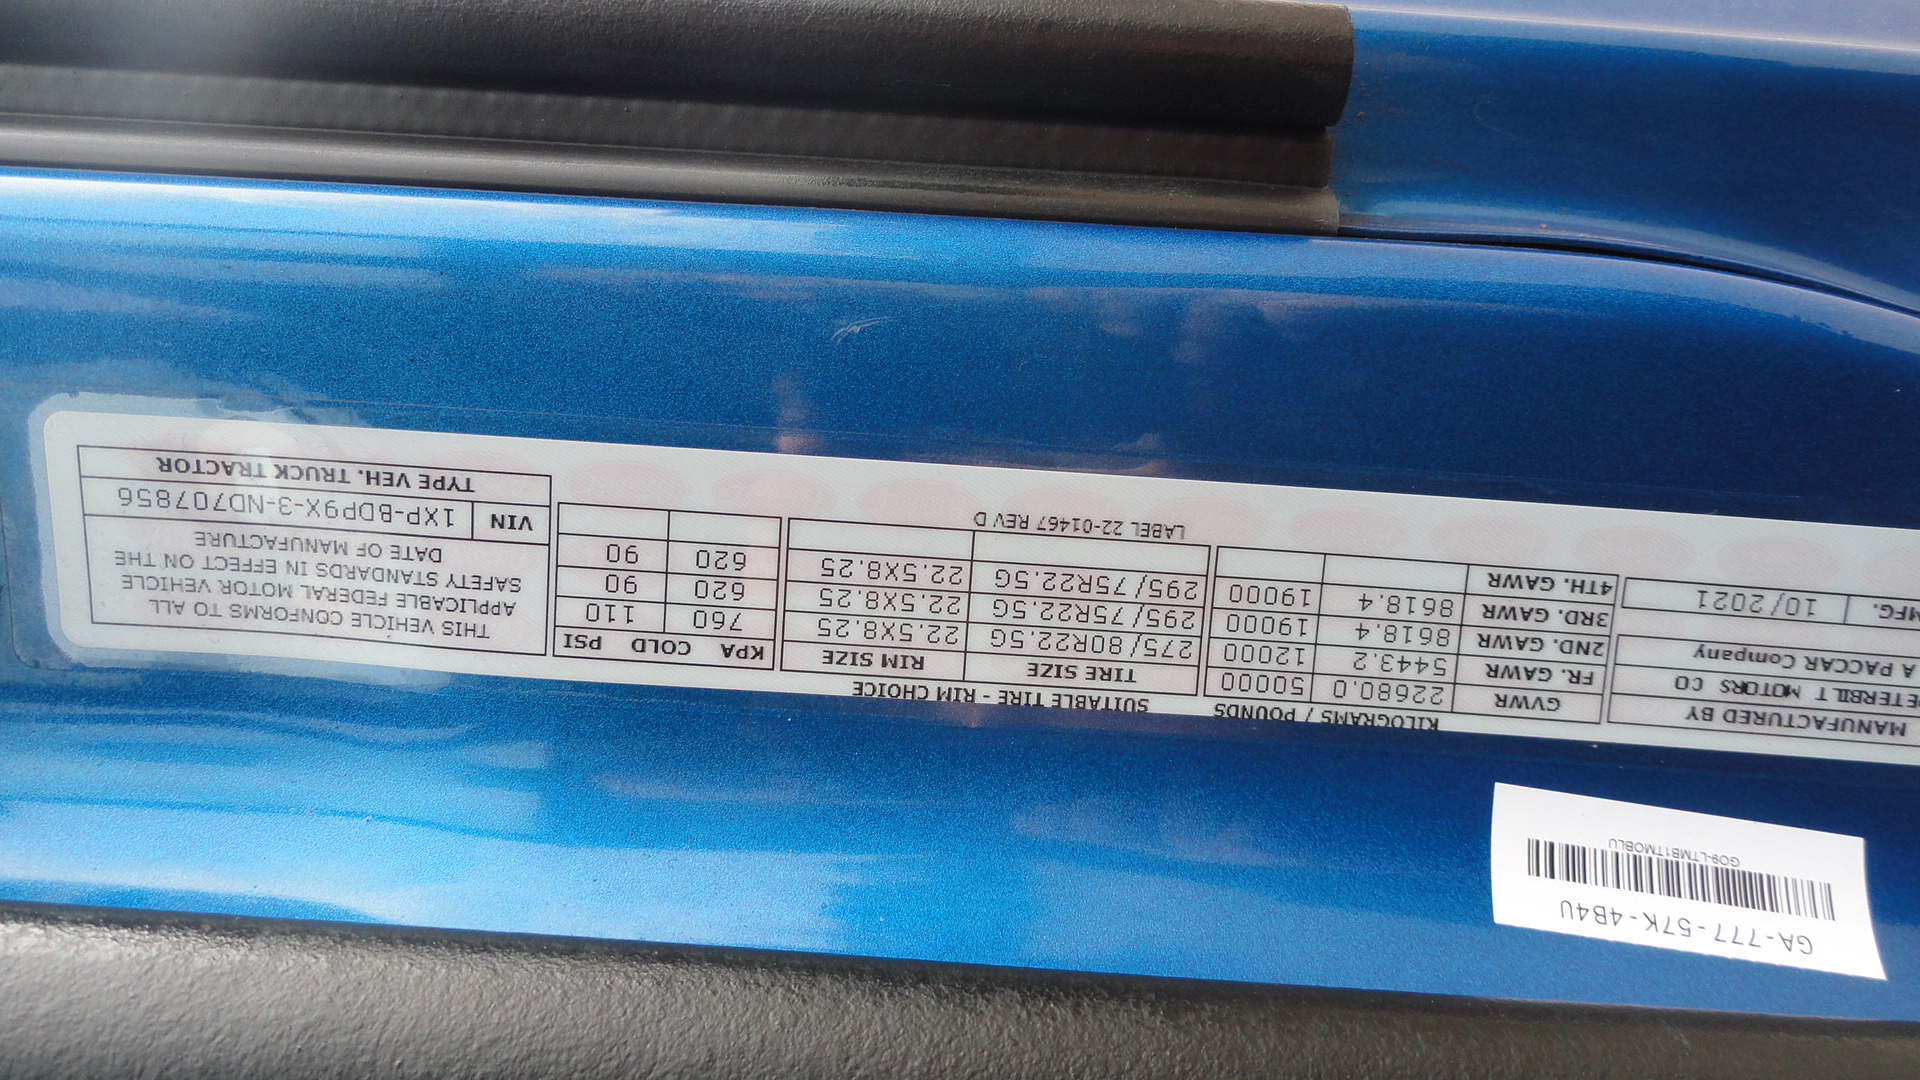 GA-777-57K-4B4U
GO9-LTMB1TMOBLU
MANUFACTURED BY
ETERBILT MOTORS CO
A PACCAR Company
MFG. 10/2021
KILOGRAMS / POUNDS
GVWR 22680.0 50000
FR. GAWR 5443.2 12000
2ND. GAWR 8618.4 19000
3RD. GAWR 8618.4 19000
4TH. GAWR
SUITABLE TIRE - RIM CHOICE
TIRE SIZE RIM SIZE
275/80R22.5G 22.5X8.25
295/75R22.5G 22.5X8.25
295/75R22.5G 22.5X8.25
LABEL 22-01467 REV D
KPA COLD PSI
760 110
620 90
620 90
THIS VEHICLE CONFORMS TO ALL
APPLICABLE FEDERAL MOTOR VEHICLE
SAFETY STANDARDS IN EFFECT ON THE
DATE OF MANUFACTURE
VIN 1XP-BDP9X-3-ND707856
TYPE VEH. TRUCK TRACTOR